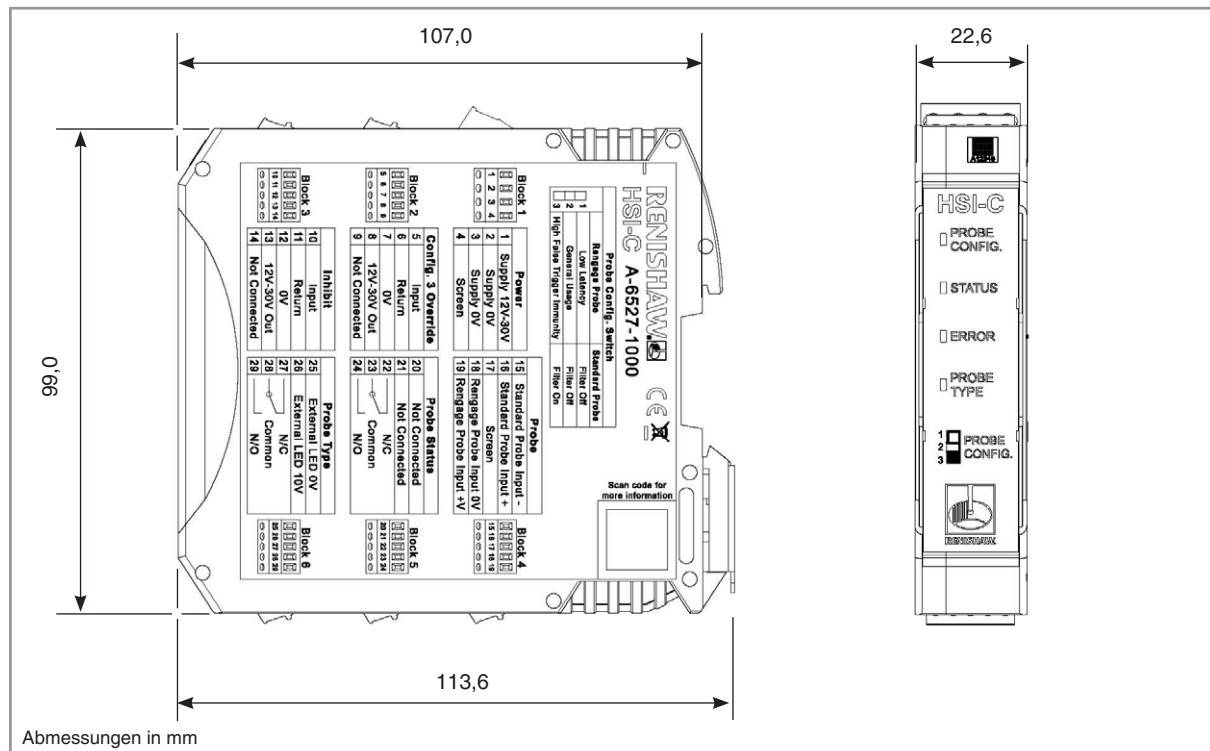 107,0
22,6
99,0
113,6
RENISHAW
HSI-C A-6527-1000
CE
Probe Config. Switch
Rengage Probe Standard Probe
1 Low Latency Filter Off
2 General Usage Filter Off
3 High False Trigger Immunity Filter On
Scan code for
more information
Block 1
1 2 3 4
Power
1 Supply 12V-30V
2 Supply 0V
3 Supply 0V
4 Screen
Probe
15 Standard Probe Input -
16 Standard Probe Input +
17 Screen
18 Rengage Probe Input 0V
19 Rengage Probe Input +V
Block 4
15 16 17 18 19
Block 2
5 6 7 8 9
Config. 3 Override
5 Input
6 Return
7 0V
8 12V-30V Out
9 Not Connected
Probe Status
20 Not Connected
21 Not Connected
22 N/C
23 Common
24 N/O
Block 5
20 21 22 23 24
Block 3
10 11 12 13 14
Inhibit
10 Input
11 Return
12 0V
13 12V-30V Out
14 Not Connected
Probe Type
25 External LED 0V
26 External LED 10V
27 N/C
28 Common
29 N/O
Block 6
25 26 27 28 29
HSI-C
PROBE
CONFIG.
STATUS
ERROR
PROBE
TYPE
1
2
3
PROBE
CONFIG.
RENISHAW
Abmessungen in mm